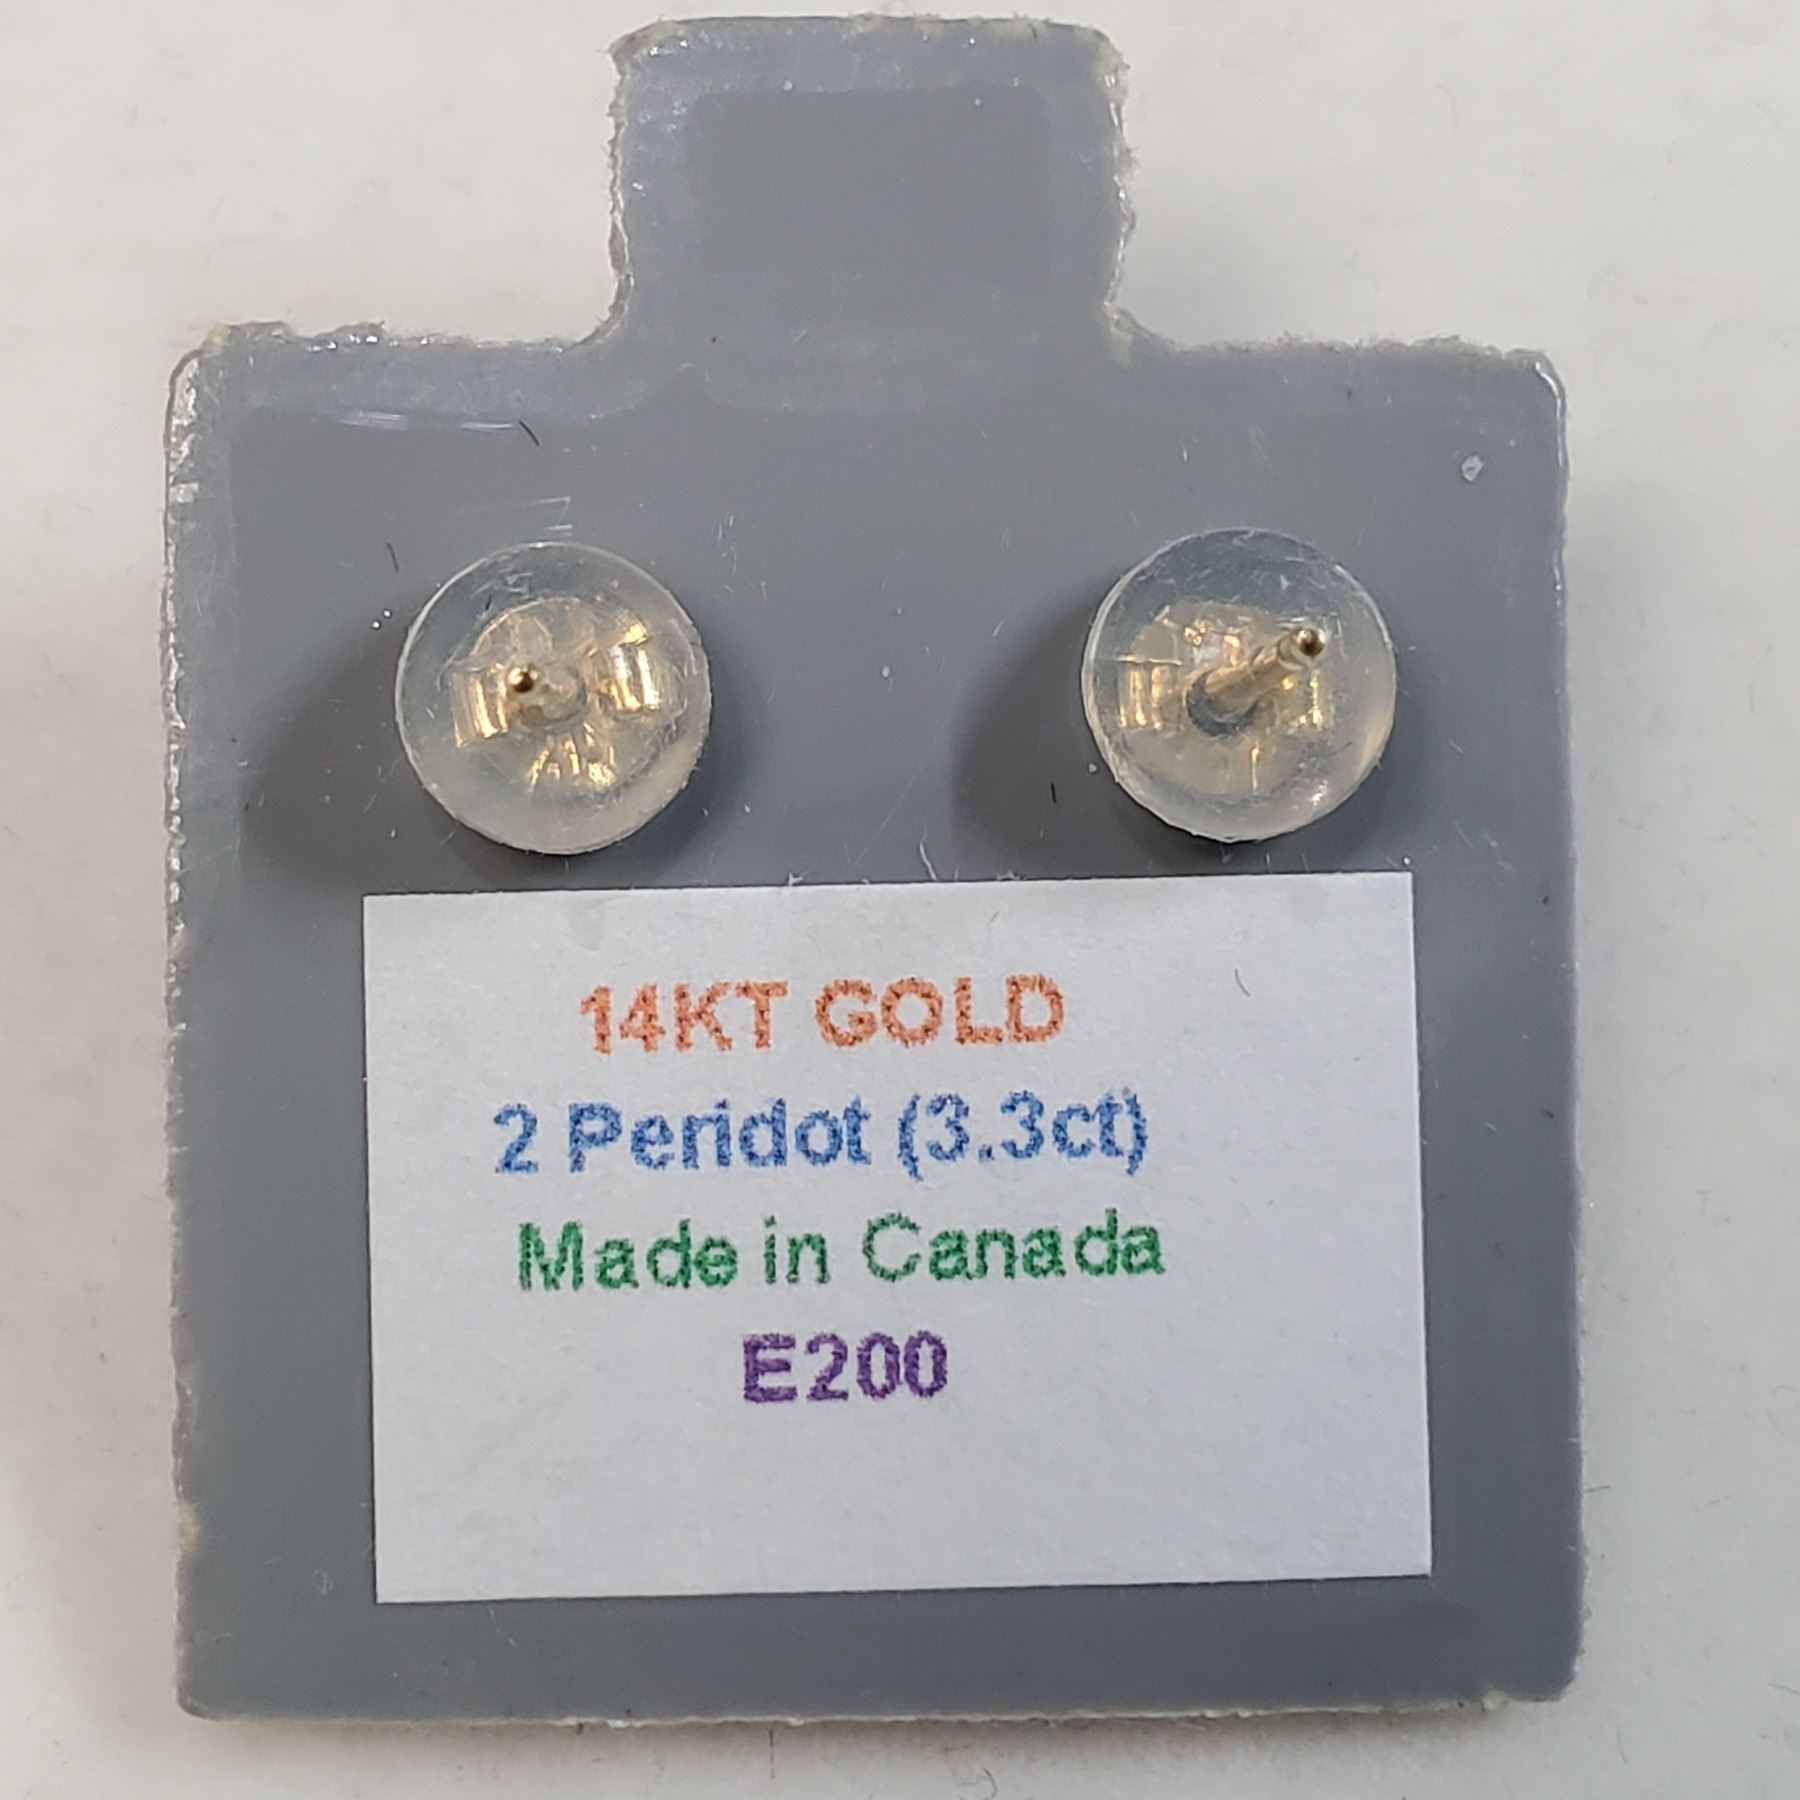 14KT GOLD
2 Peridot (3.3ct)
Made in Canada
E200